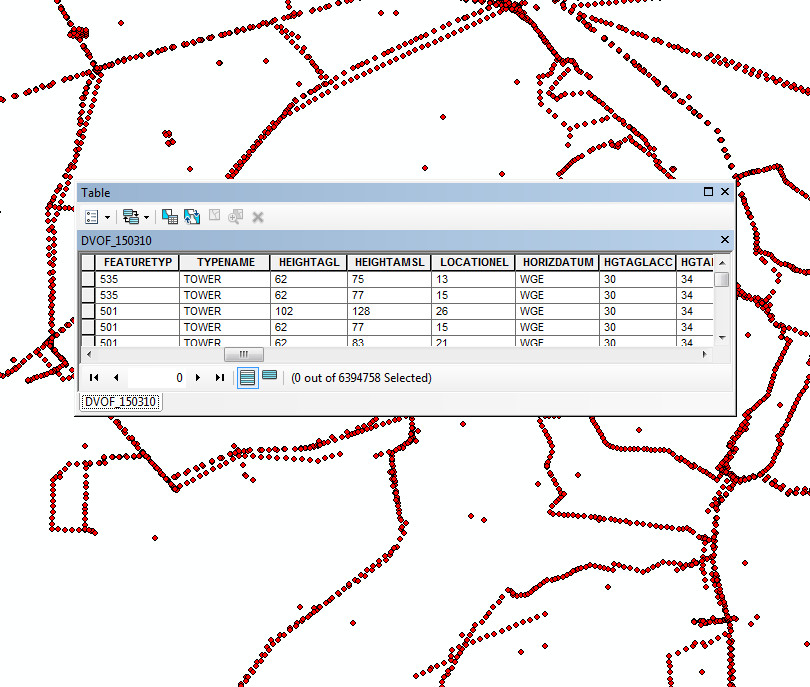 Table
DVOF_150310
FEATURETYP TYPENAME HEIGHTAGL HEIGHTAMSL LOCATIONEL HORIZDATUM HGTAGLACC HGTA
535 TOWER 62 75 13 WGE 30 34
535 TOWER 62 77 15 WGE 30 34
501 TOWER 102 128 26 WGE 30 34
501 TOWER 62 77 15 WGE 30 34
501 TOWER 62 83 21 WGE 30 34
0 (0 out of 6394758 Selected)
DVOF_150310